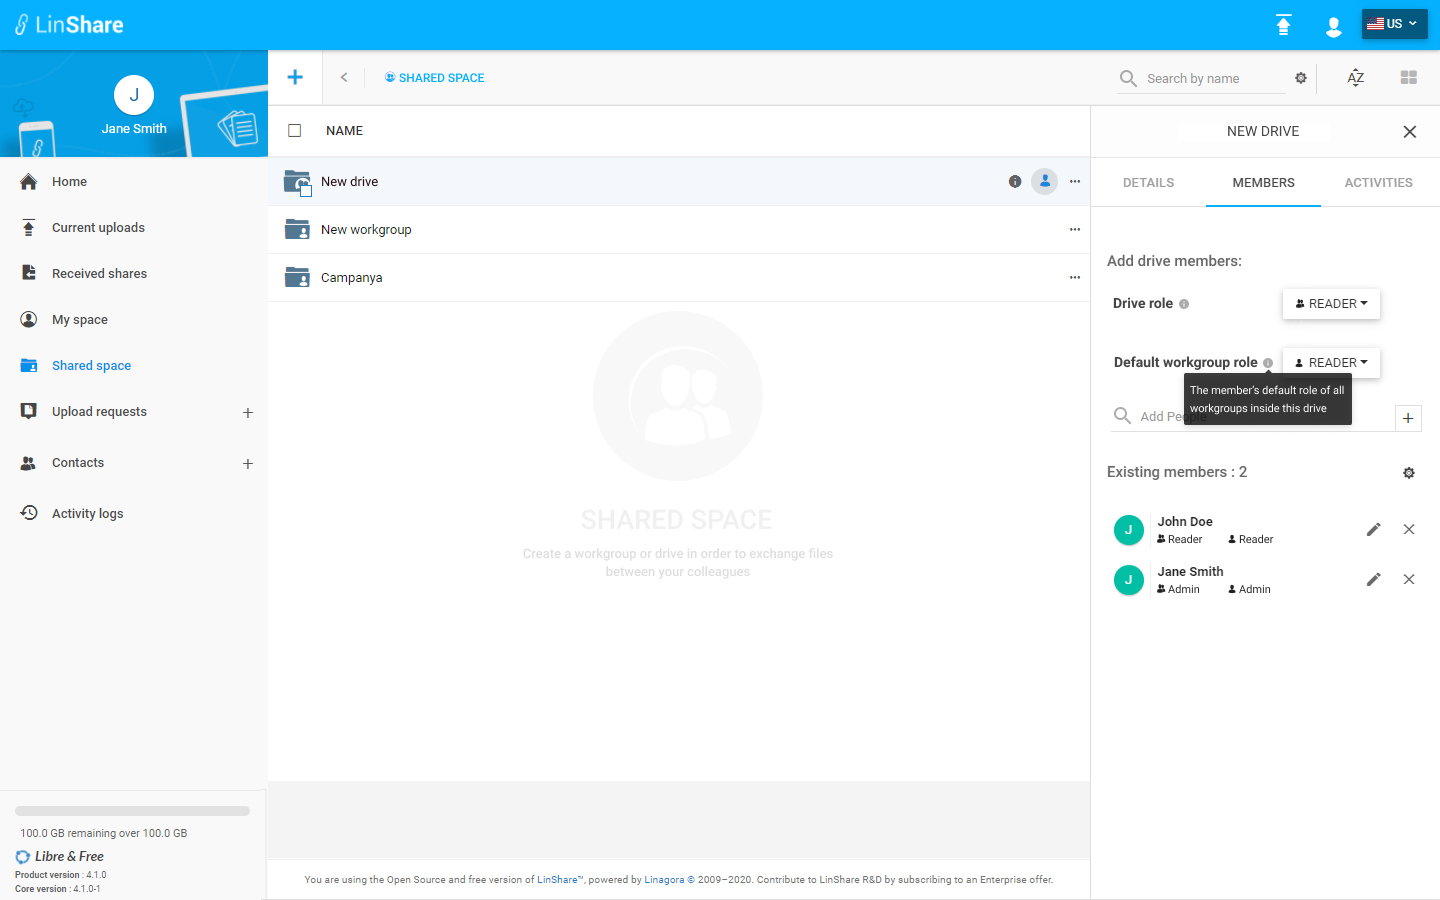 LinShare
US
J
Jane Smith
Home
Current uploads
Received shares
My space
Shared space
Upload requests
Contacts
Activity logs
100.0 GB remaining over 100.0 GB
Libre & Free
Product version : 4.1.0
Core version : 4.1.0-1
SHARED SPACE
Search by name
AZ
NAME
New drive
New workgroup
Campanya
SHARED SPACE
Create a workgroup or drive in order to exchange files
between your colleagues
You are using the Open Source and free version of LinShare™, powered by Linagora © 2009–2020. Contribute to LinShare R&D by subscribing to an Enterprise offer.
NEW DRIVE
DETAILS MEMBERS ACTIVITIES
Add drive members:
Drive role READER
Default workgroup role READER
The member's default role of all
workgroups inside this drive
Add People
Existing members : 2
J
John Doe
Reader Reader
J
Jane Smith
Admin Admin